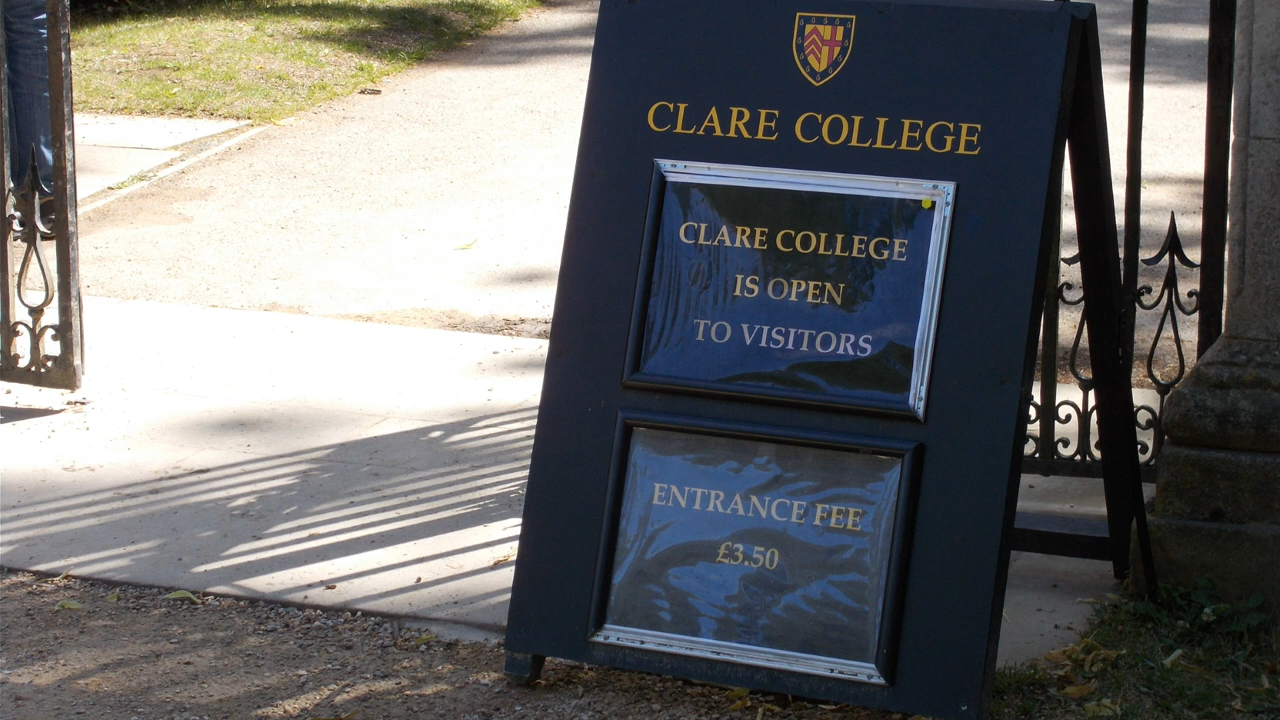 CLARE COLLEGE
CLARE COLLEGE
IS OPEN
TO VISITORS
ENTRANCE FEE
£3.50